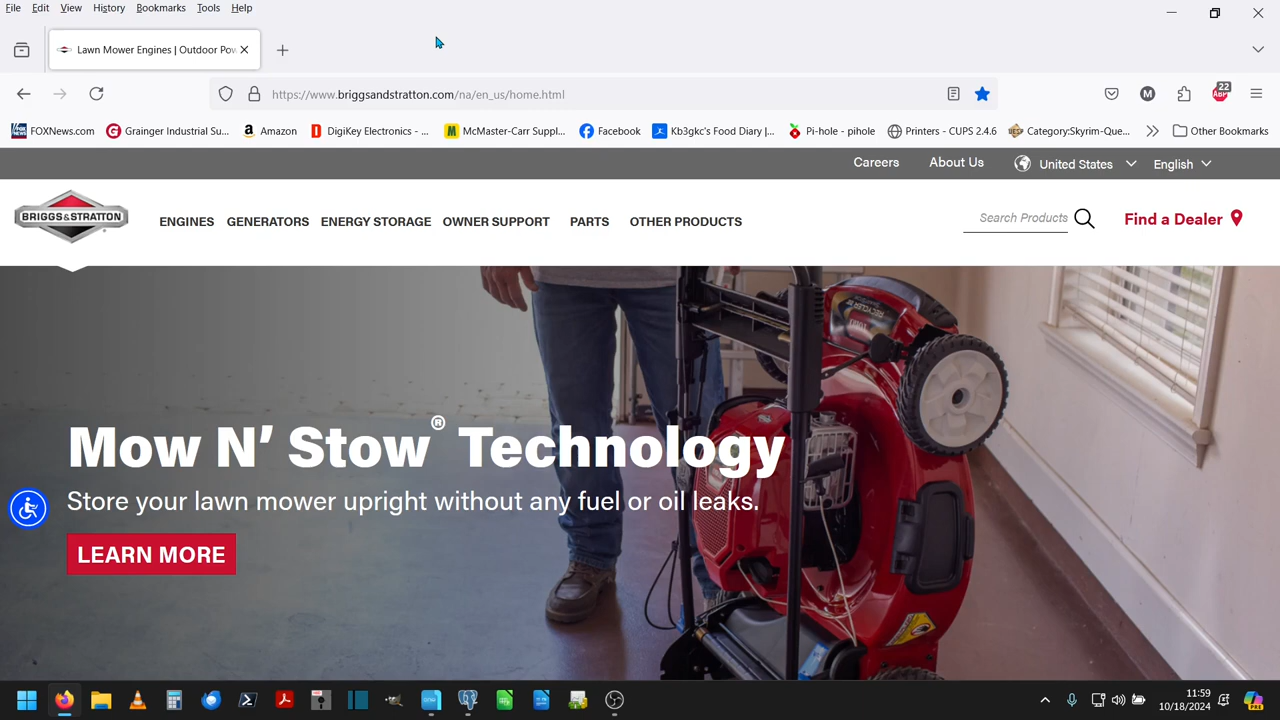 File Edit View History Bookmarks Tools Help
Lawn Mower Engines | Outdoor Pow
https://www.briggsandstratton.com/na/en_us/home.html
M
22
ABP
FOXNews.com Grainger Industrial Su... Amazon DigiKey Electronics - ... McMaster-Carr Suppl... Facebook Kb3gkc's Food Diary |... Pi-hole - pihole Printers - CUPS 2.4.6 Category:Skyrim-Que... Other Bookmarks
Careers About Us United States English
BRIGGS&STRATTON
ENGINES GENERATORS ENERGY STORAGE OWNER SUPPORT PARTS OTHER PRODUCTS
Search Products Find a Dealer
Mow N’ Stow® Technology
Store your lawn mower upright without any fuel or oil leaks.
LEARN MORE
11:59
10/18/2024